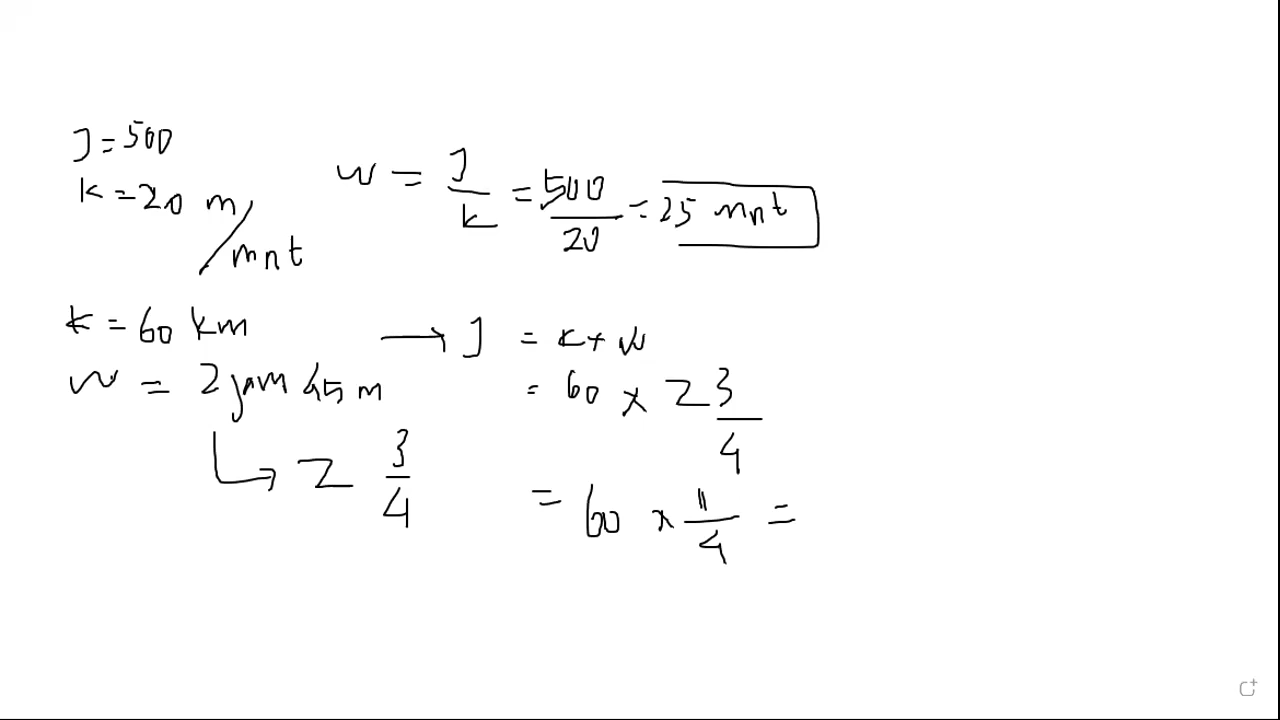 J = 500
k = 20 m/mnt
w = J/k = 500/20 = 25 mnt
k = 60 km
w = 2 jam 45 m
↳ 2 3/4
→ J = k × w
= 60 × 2 3/4
= 60 × 11/4 =